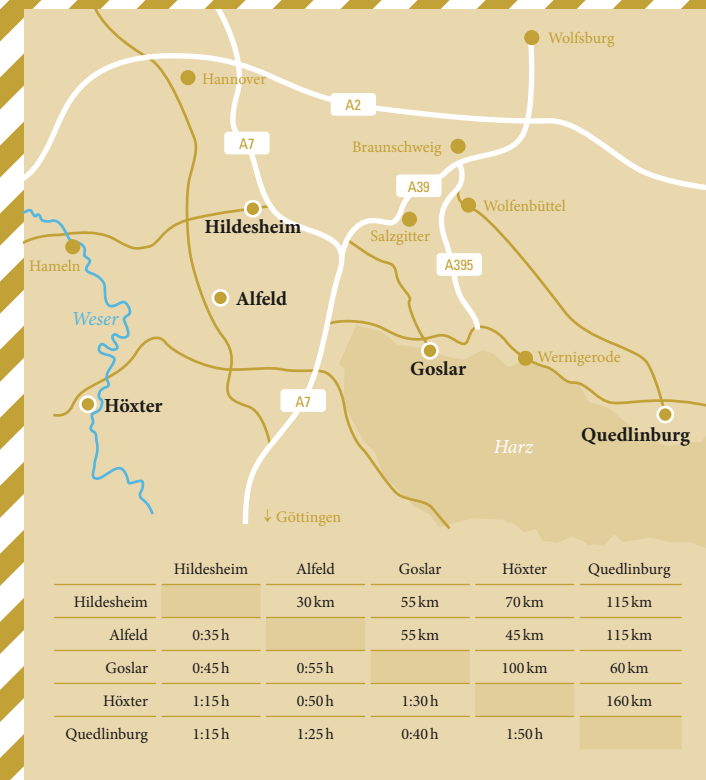 Wolfsburg
Hannover
A2
A7
Braunschweig
A39
Wolfenbüttel
Hildesheim
Salzgitter
Hameln
A395
Alfeld
Weser
Wernigerode
Goslar
A7
Höxter
Quedlinburg
Harz
↓ Göttingen
Hildesheim Alfeld Goslar Höxter Quedlinburg
Hildesheim 30 km 55 km 70 km 115 km
Alfeld 0:35 h 55 km 45 km 115 km
Goslar 0:45 h 0:55 h 100 km 60 km
Höxter 1:15 h 0:50 h 1:30 h 160 km
Quedlinburg 1:15 h 1:25 h 0:40 h 1:50 h